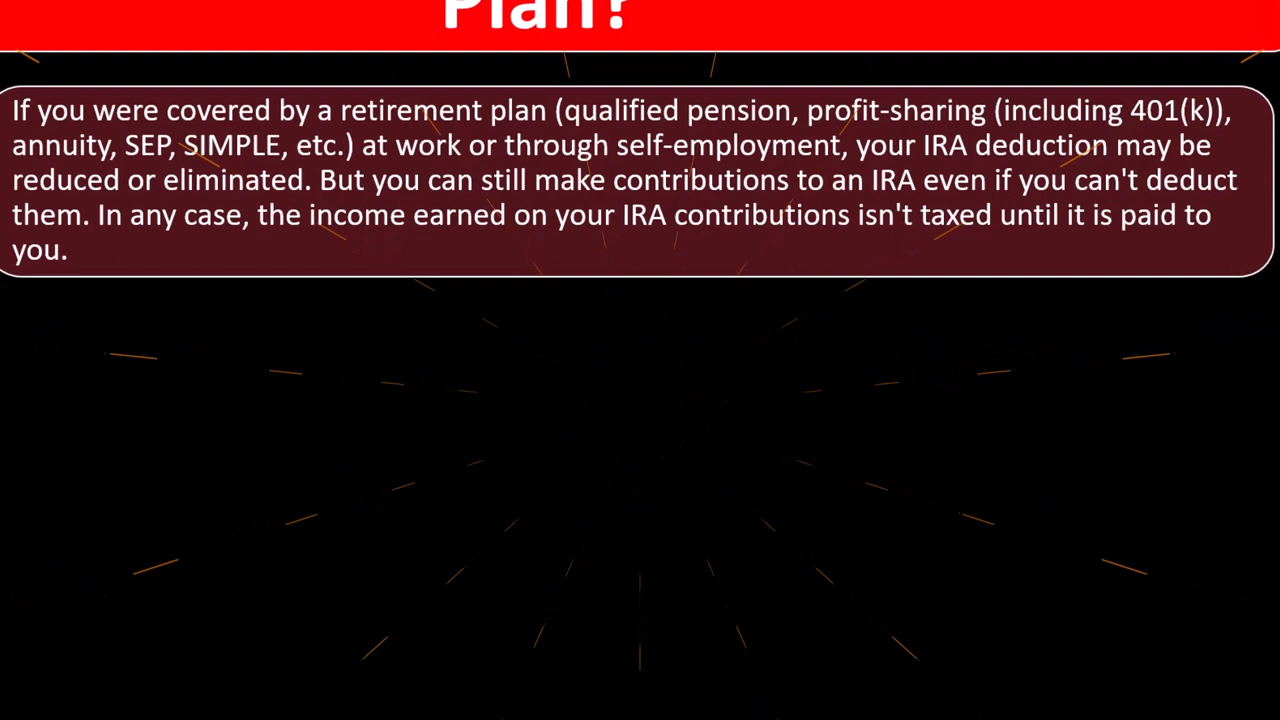 Plan?
If you were covered by a retirement plan (qualified pension, profit-sharing (including 401(k)),
annuity, SEP, SIMPLE, etc.) at work or through self-employment, your IRA deduction may be
reduced or eliminated. But you can still make contributions to an IRA even if you can't deduct
them. In any case, the income earned on your IRA contributions isn't taxed until it is paid to
you.